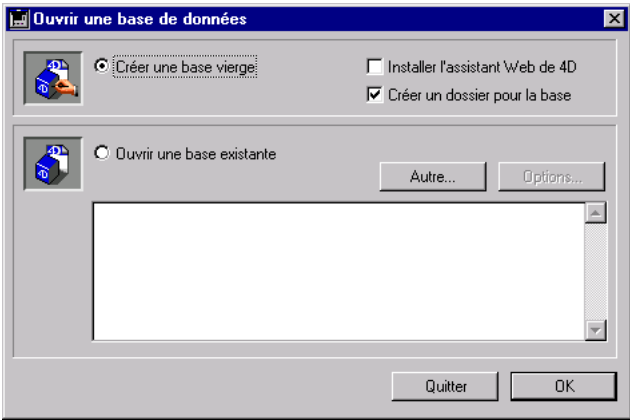 Ouvrir une base de données
Créer une base vierge
Installer l'assistant Web de 4D
Créer un dossier pour la base
Ouvrir une base existante
Autre...
Options...
Quitter
OK